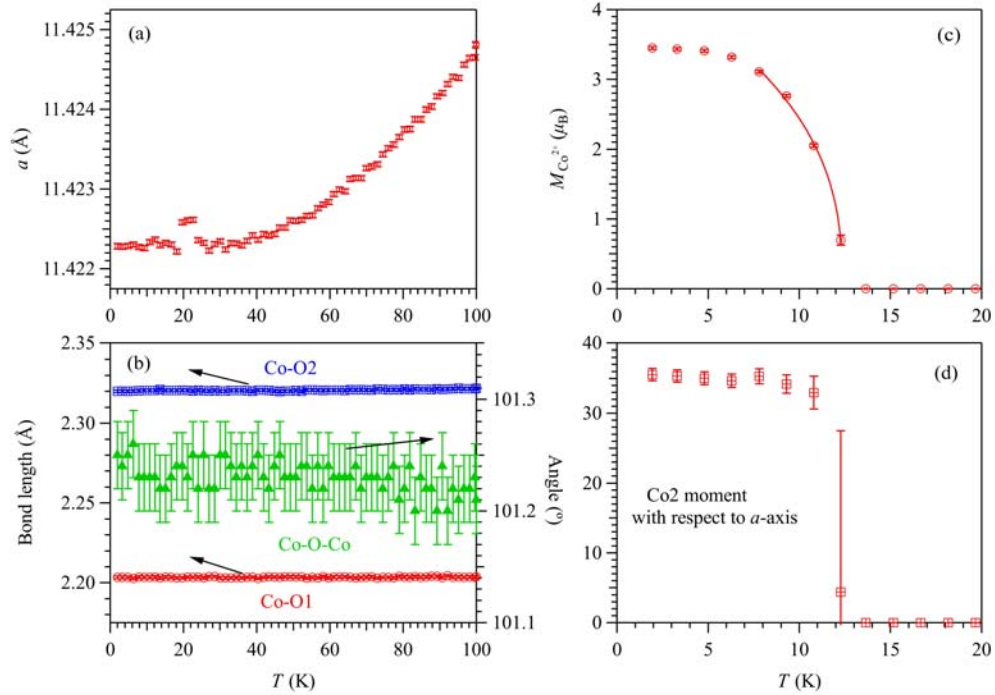 (a)
11.425
11.424
11.423
11.422
a (Å)
0
20
40
60
80
100
T (K)
(c)
4
3
2
1
0
M Co²⁺ (μB)
0
5
10
15
20
T (K)
(b)
2.35
2.30
2.25
2.20
Bond length (Å)
Co-O2
Co-O-Co
Co-O1
101.3
101.2
101.1
Angle (º)
0
20
40
60
80
100
T (K)
(d)
40
30
20
10
0
Co2 moment
with respect to a-axis
0
5
10
15
20
T (K)